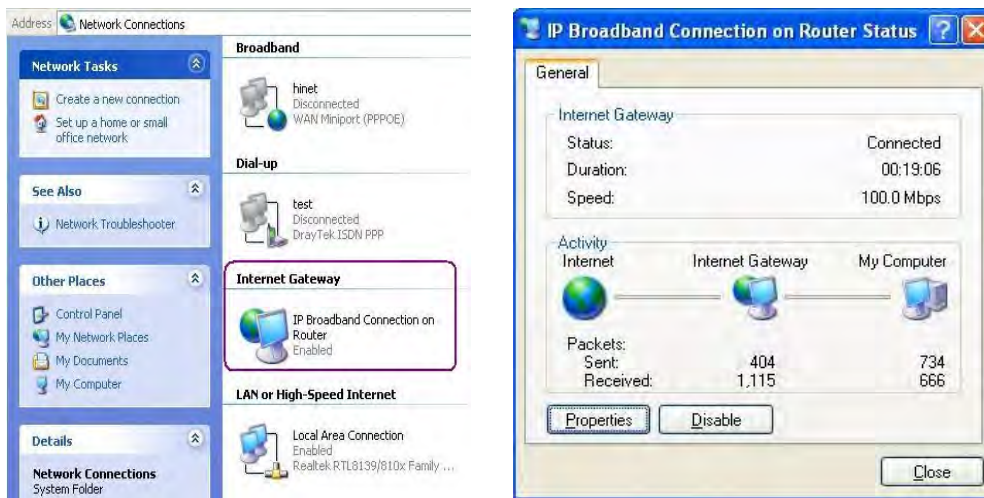 Address Network Connections
Network Tasks
Create a new connection
Set up a home or small
office network
See Also
Network Troubleshooter
Other Places
Control Panel
My Network Places
My Documents
My Computer
Details
Network Connections
System Folder
Broadband
hinet
Disconnected
WAN Miniport (PPPOE)
Dial-up
test
Disconnected
DrayTek ISDN PPP
Internet Gateway
IP Broadband Connection on
Router
Enabled
LAN or High-Speed Internet
Local Area Connection
Enabled
Realtek RTL8139/810x Family ...
IP Broadband Connection on Router Status
General
Internet Gateway
Status: Connected
Duration: 00:19:06
Speed: 100.0 Mbps
Activity
Internet Internet Gateway My Computer
Packets:
Sent: 404 734
Received: 1,115 666
Properties Disable
Close